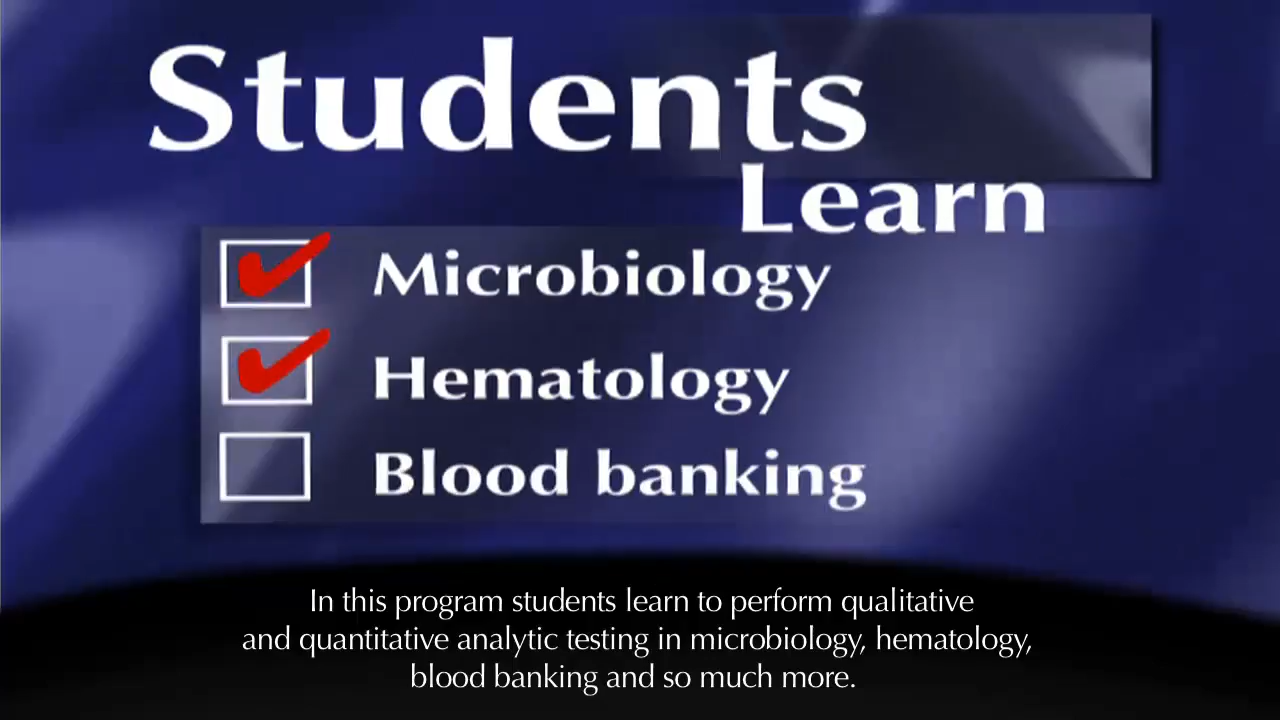 Students
Learn
Microbiology
Hematology
Blood banking
In this program students learn to perform qualitative
and quantitative analytic testing in microbiology, hematology,
blood banking and so much more.